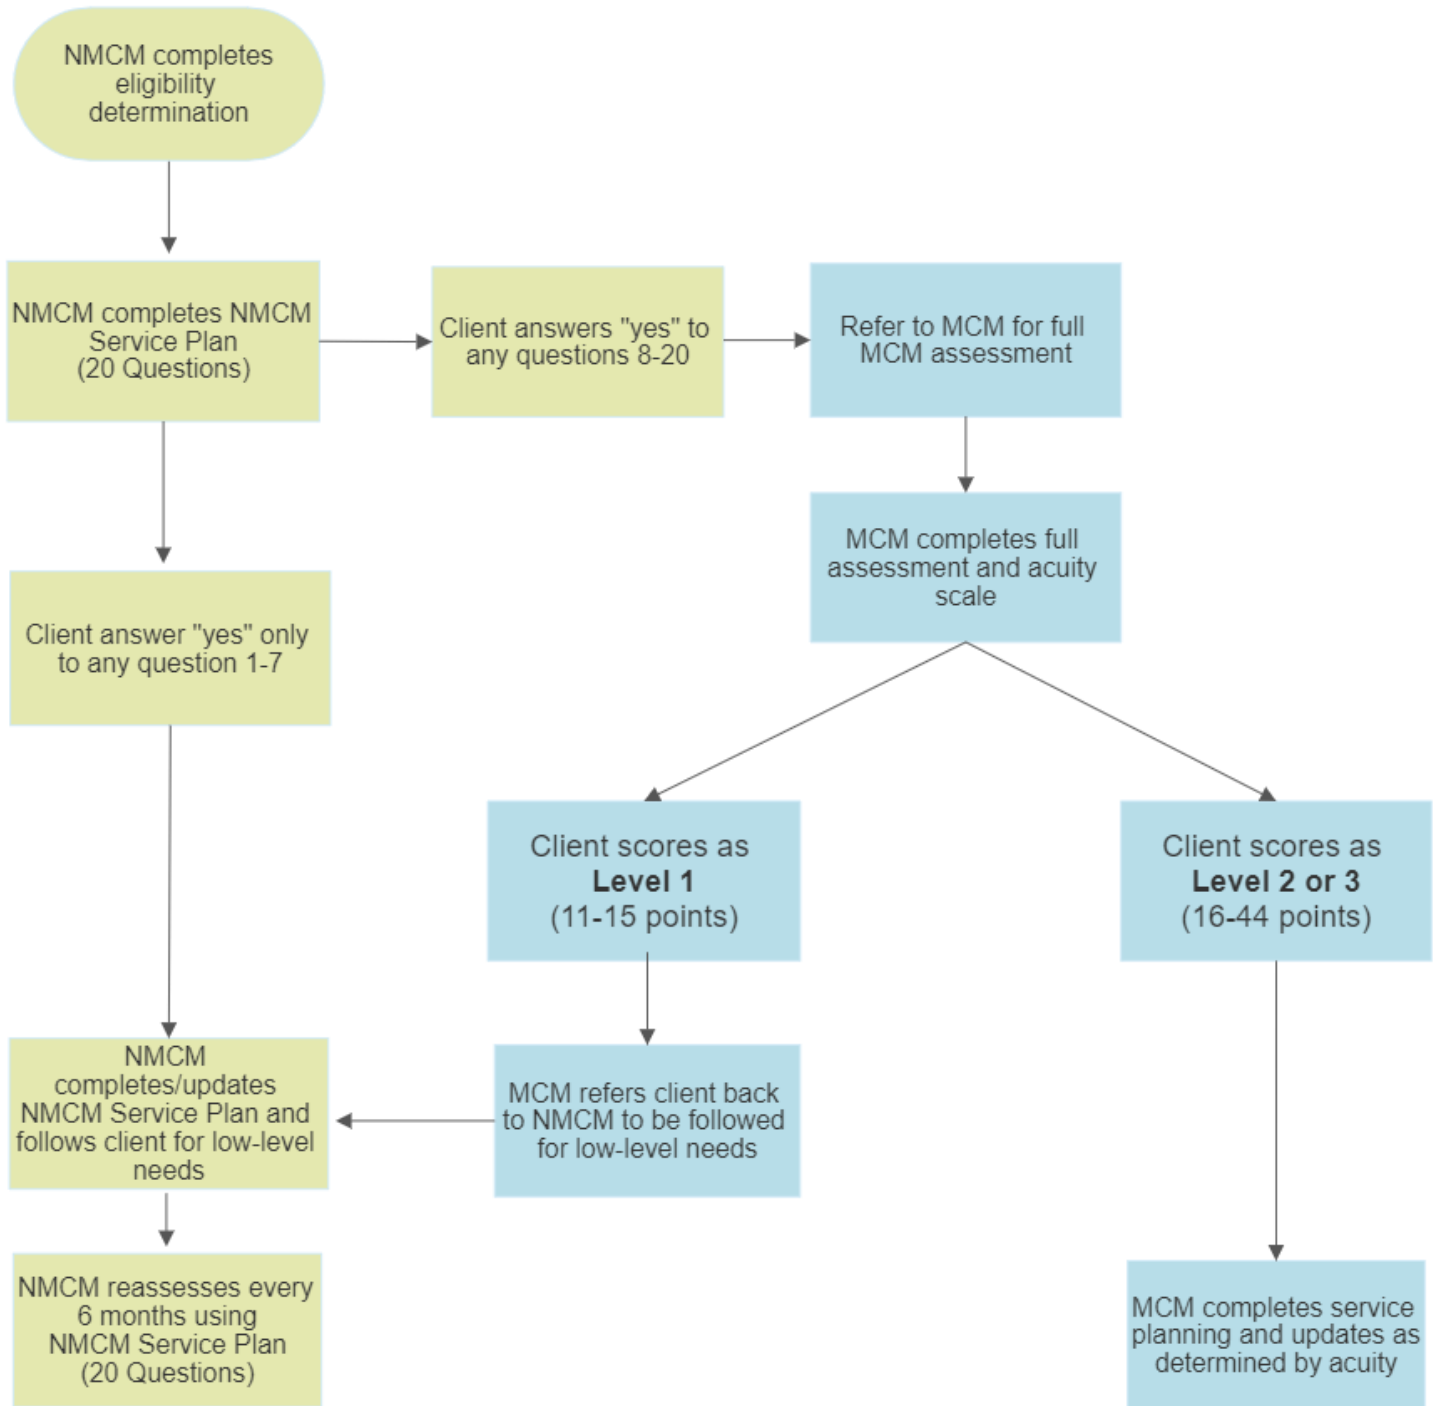 NMCM completes
eligibility
determination
NMCM completes NMCM
Service Plan
(20 Questions)
Client answers "yes" to
any questions 8-20
Refer to MCM for full
MCM assessment
MCM completes full
assessment and acuity
scale
Client answer "yes" only
to any question 1-7
Client scores as
Level 1
(11-15 points)
Client scores as
Level 2 or 3
(16-44 points)
NMCM
completes/updates
NMCM Service Plan and
follows client for low-level
needs
MCM refers client back
to NMCM to be followed
for low-level needs
NMCM reassesses every
6 months using
NMCM Service Plan
(20 Questions)
MCM completes service
planning and updates as
determined by acuity